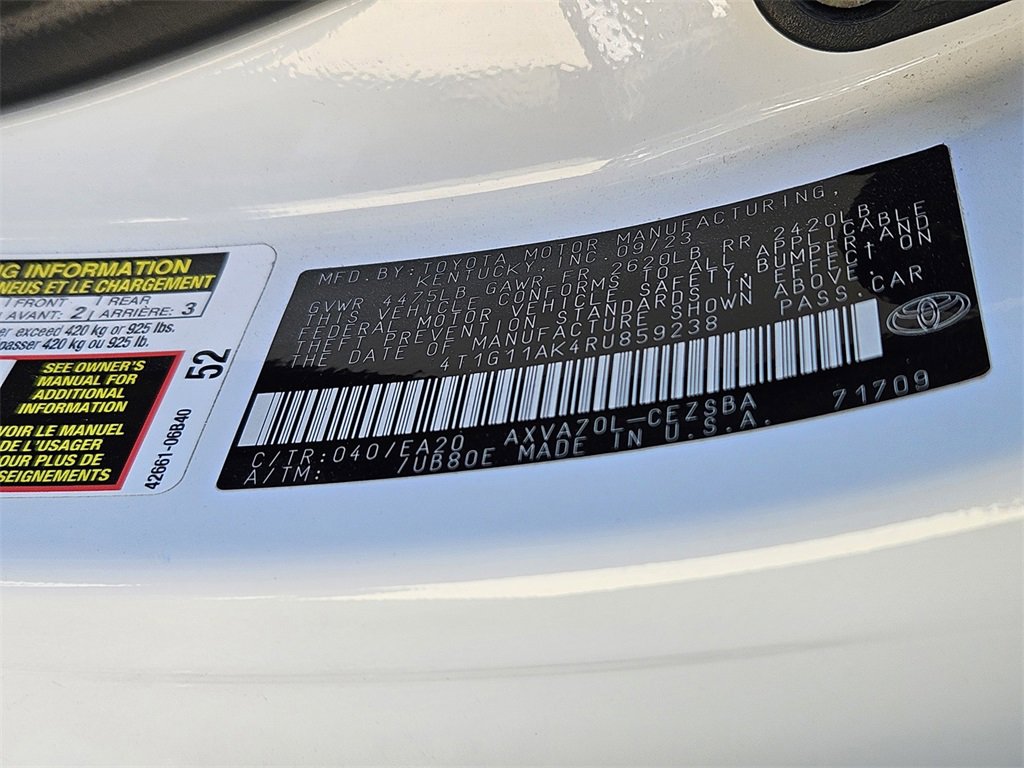 NG INFORMATION
NEUS ET LE CHARGEMENT
FRONT REAR
AVANT: 2 ARRIÈRE: 3
er exceed 420 kg or 925 lbs.
passer 420 kg ou 925 lb.
SEE OWNER'S
MANUAL FOR
ADDITIONAL
INFORMATION
VOIR LE MANUEL
DE L'USAGER
POUR PLUS DE
SEIGNEMENTS
52
42661-06B40
MFD.BY:TOYOTA MOTOR MANUFACTURING,
KENTUCKY, INC. 09/23
GVWR 4475LB GAWR FR 2620LB RR 2420LB
THIS VEHICLE CONFORMS TO ALL APPLICABLE
FEDERAL MOTOR VEHICLE SAFETY, BUMPER, AND
THEFT PREVENTION STANDARDS IN EFFECT ON
THE DATE OF MANUFACTURE SHOWN ABOVE.
4T1G11AK4RU859238 PASS.CAR
C/TR:040/EA20 AXVA70L-CEZSBA 71709
A/TM: /UB80E MADE IN U.S.A.